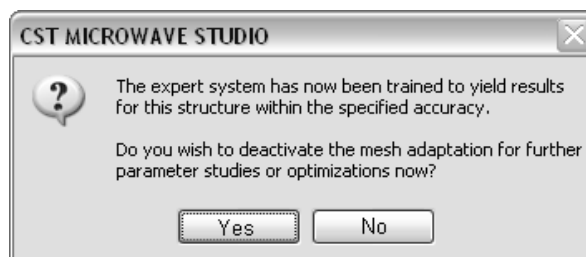 CST MICROWAVE STUDIO
The expert system has now been trained to yield results
for this structure within the specified accuracy.
Do you wish to deactivate the mesh adaptation for further
parameter studies or optimizations now?
Yes
No